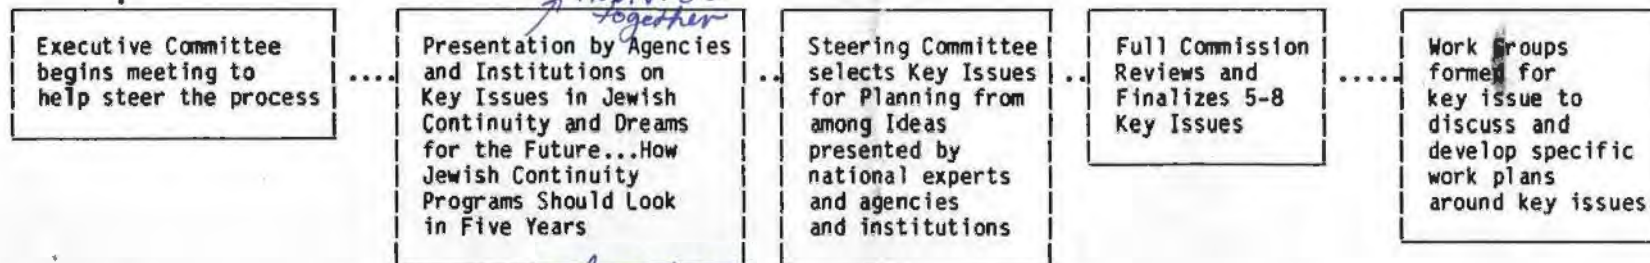 together
Executive Committee
begins meeting to
help steer the process
....
Presentation by Agencies
and Institutions on
Key Issues in Jewish
Continuity and Dreams
for the Future...How
Jewish Continuity
Programs Should Look
in Five Years
..
Steering Committee
selects Key Issues
for Planning from
among Ideas
presented by
national experts
and agencies
and institutions
..
Full Commission
Reviews and
Finalizes 5-8
Key Issues
.....
Work Groups
formed for
key issue to
discuss and
develop specific
work plans
around key issues